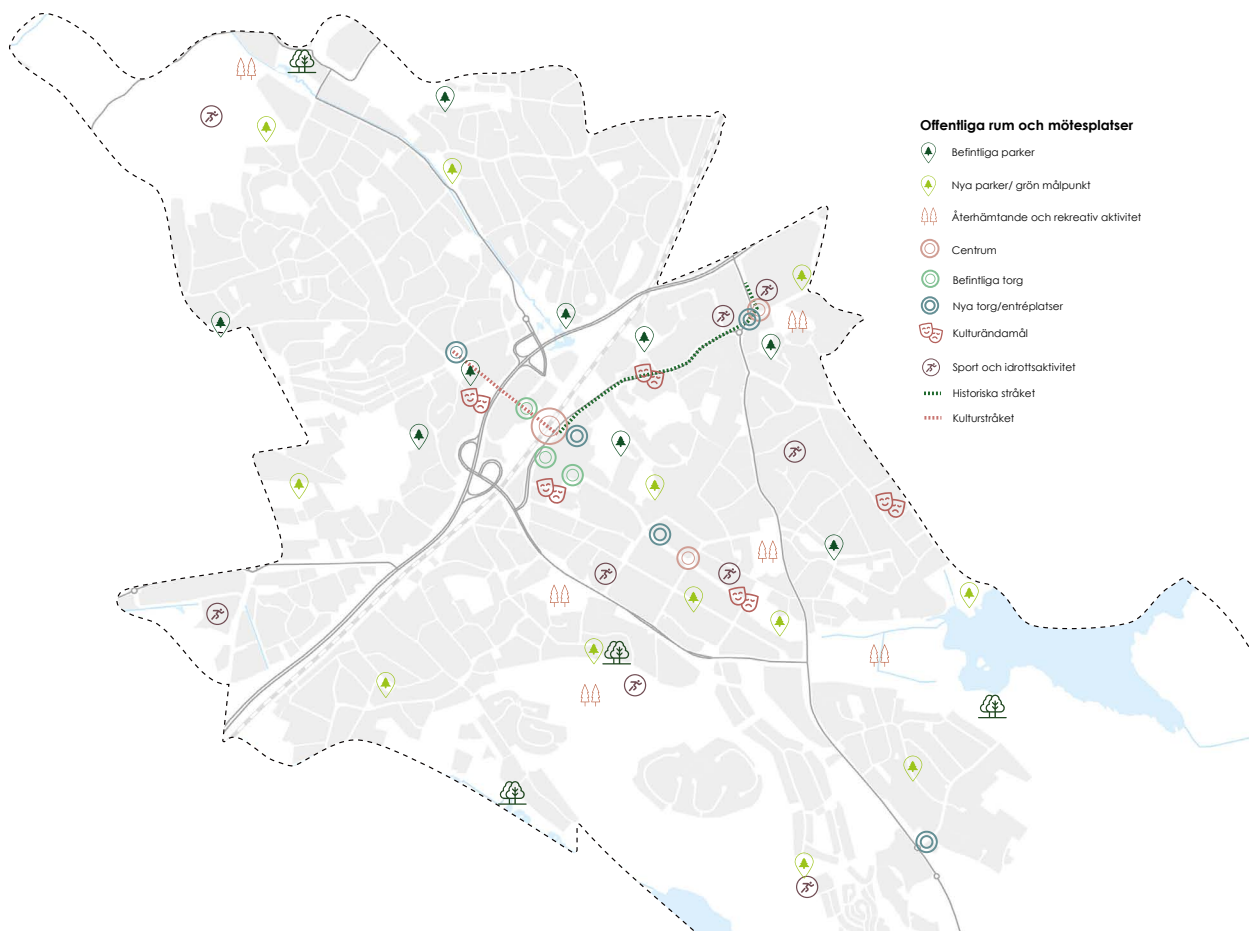 Offentliga rum och mötesplatser
Befintliga parker
Nya parker/ grön målpunkt
Återhämtande och rekreativ aktivitet
Centrum
Befintliga torg
Nya torg/entréplatser
Kulturändamål
Sport och idrottsaktivitet
Historiska stråket
Kulturstråket